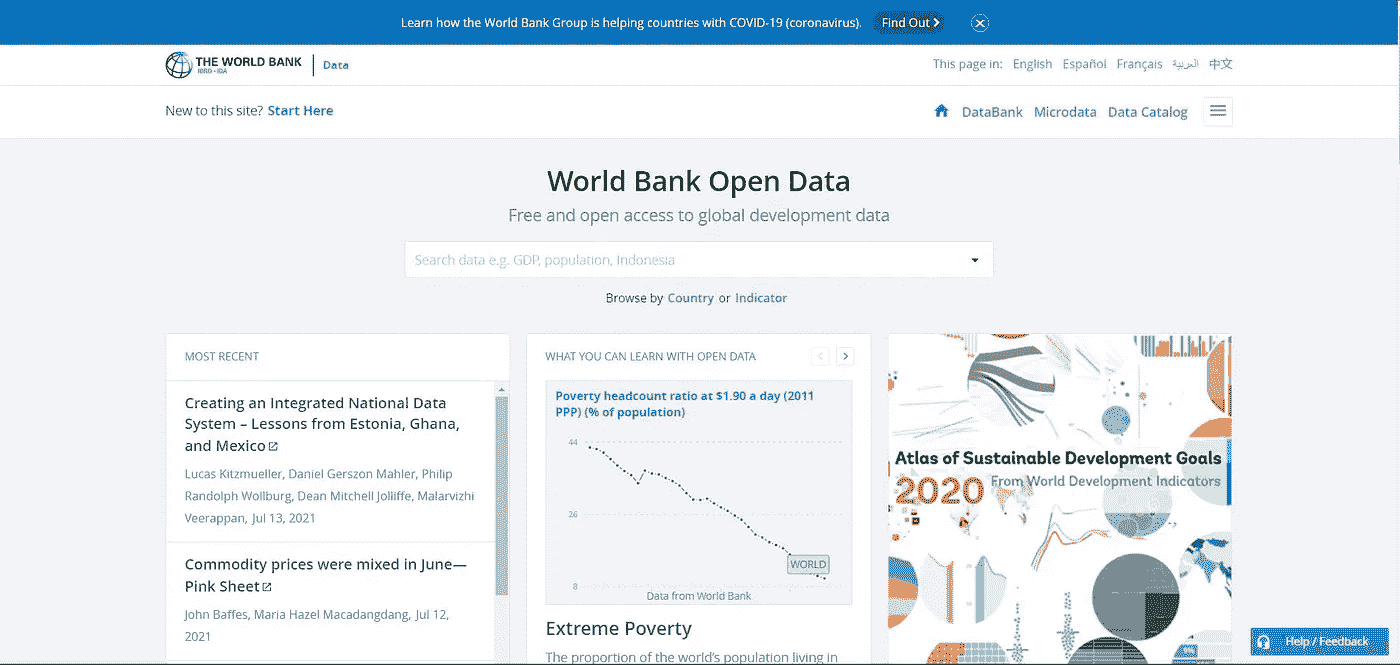 Learn how the World Bank Group is helping countries with COVID-19 (coronavirus). Find Out
THE WORLD BANK
IBRD • IDA
Data
This page in: English Español Français العربية 中文
New to this site? Start Here
DataBank Microdata Data Catalog
World Bank Open Data
Free and open access to global development data
Search data e.g. GDP, population, Indonesia
Browse by Country or Indicator
MOST RECENT
Creating an Integrated National Data
System – Lessons from Estonia, Ghana,
and Mexico
Lucas Kitzmueller, Daniel Gerszon Mahler, Philip
Randolph Wollburg, Dean Mitchell Jolliffe, Malarvizhi
Veerappan, Jul 13, 2021
Commodity prices were mixed in June—
Pink Sheet
John Baffes, Maria Hazel Macadangdang, Jul 12,
2021
WHAT YOU CAN LEARN WITH OPEN DATA
Poverty headcount ratio at $1.90 a day (2011
PPP) (% of population)
44
26
WORLD
8
Data from World Bank
Extreme Poverty
The proportion of the world's population living in
Atlas of Sustainable Development Goals
2020 From World Development Indicators
Help / Feedback